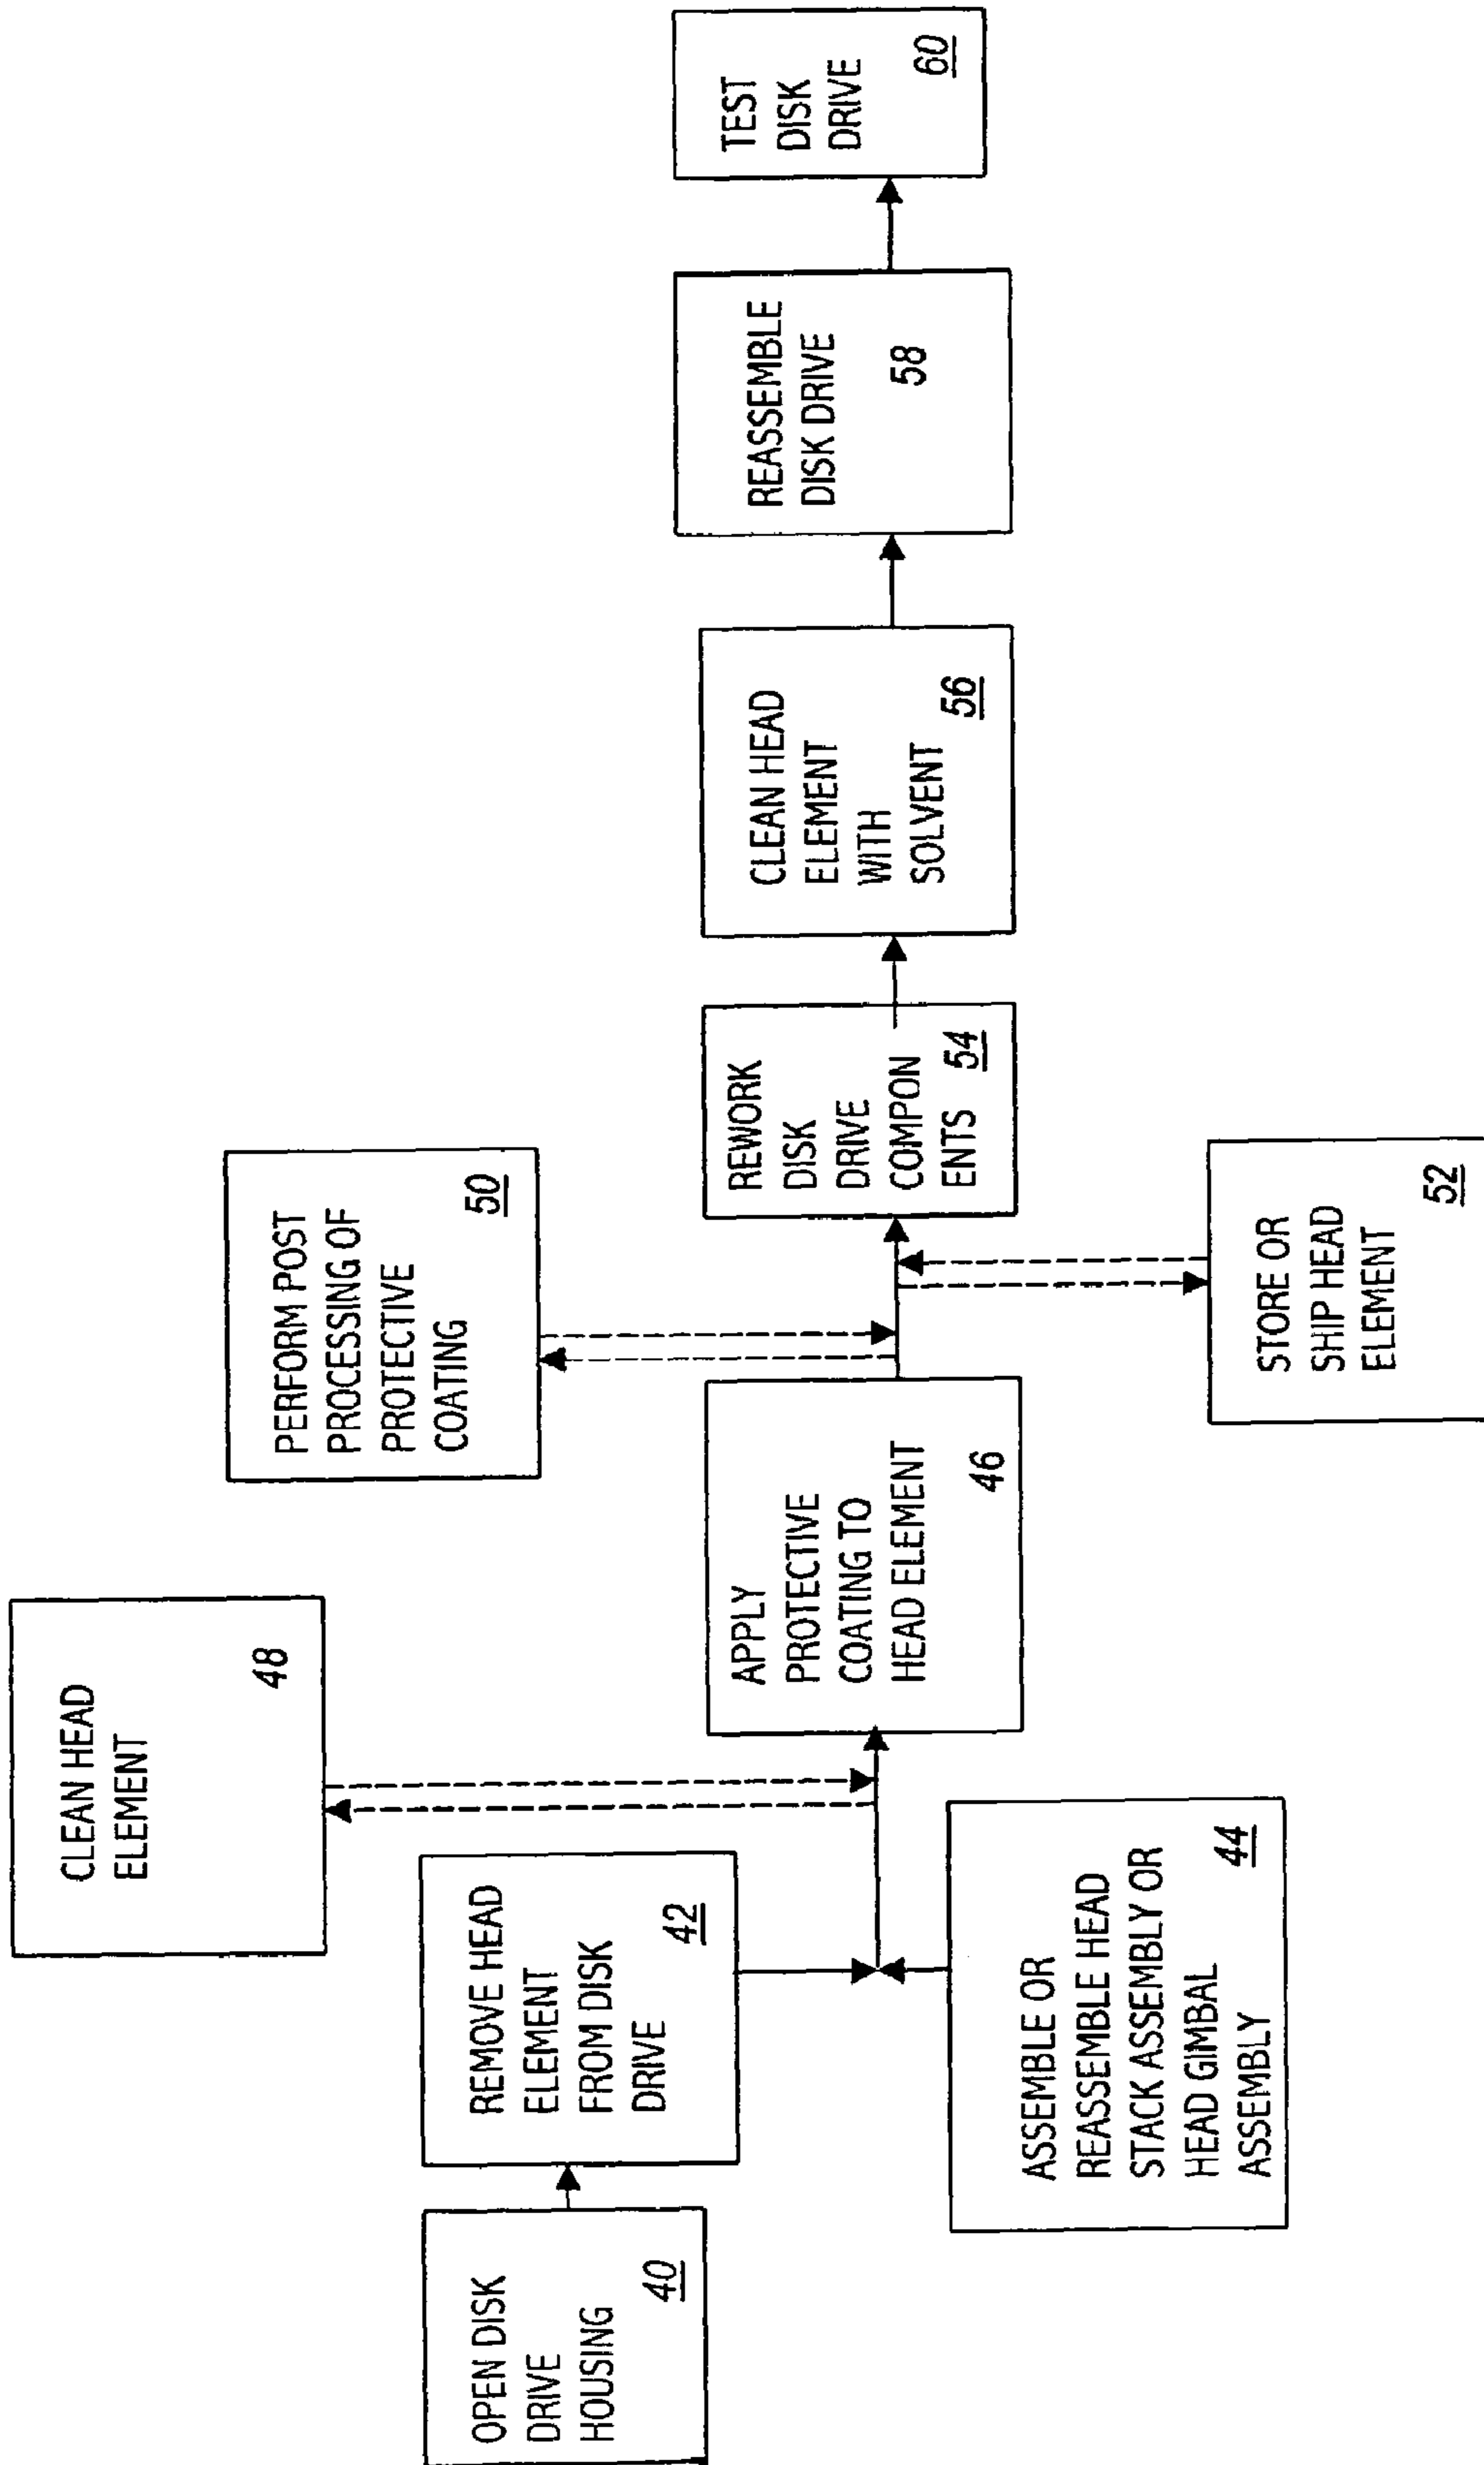 OPEN DISK
DRIVE
HOUSING
40
REMOVE HEAD
ELEMENT
FROM DISK
DRIVE
42
ASSEMBLE OR
REASSEMBLE HEAD
STACK ASSEMBLY OR
HEAD GIMBAL
ASSEMBLY
44
CLEAN HEAD
ELEMENT
48
APPLY
PROTECTIVE
COATING TO
HEAD ELEMENT
46
PERFORM POST
PROCESSING OF
PROTECTIVE
COATING
50
STORE OR
SHIP HEAD
ELEMENT
52
REWORK
DISK
DRIVE
COMPON
ENTS
54
CLEAN HEAD
ELEMENT
WITH
SOLVENT
56
REASSEMBLE
DISK DRIVE
58
TEST
DISK
DRIVE
60